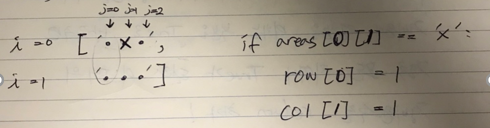 j=0 j=1 j=2
i=0 ['.x.', if areas[0][1] == 'x':
i=1 '...'] row[0] = 1
col[1] = 1